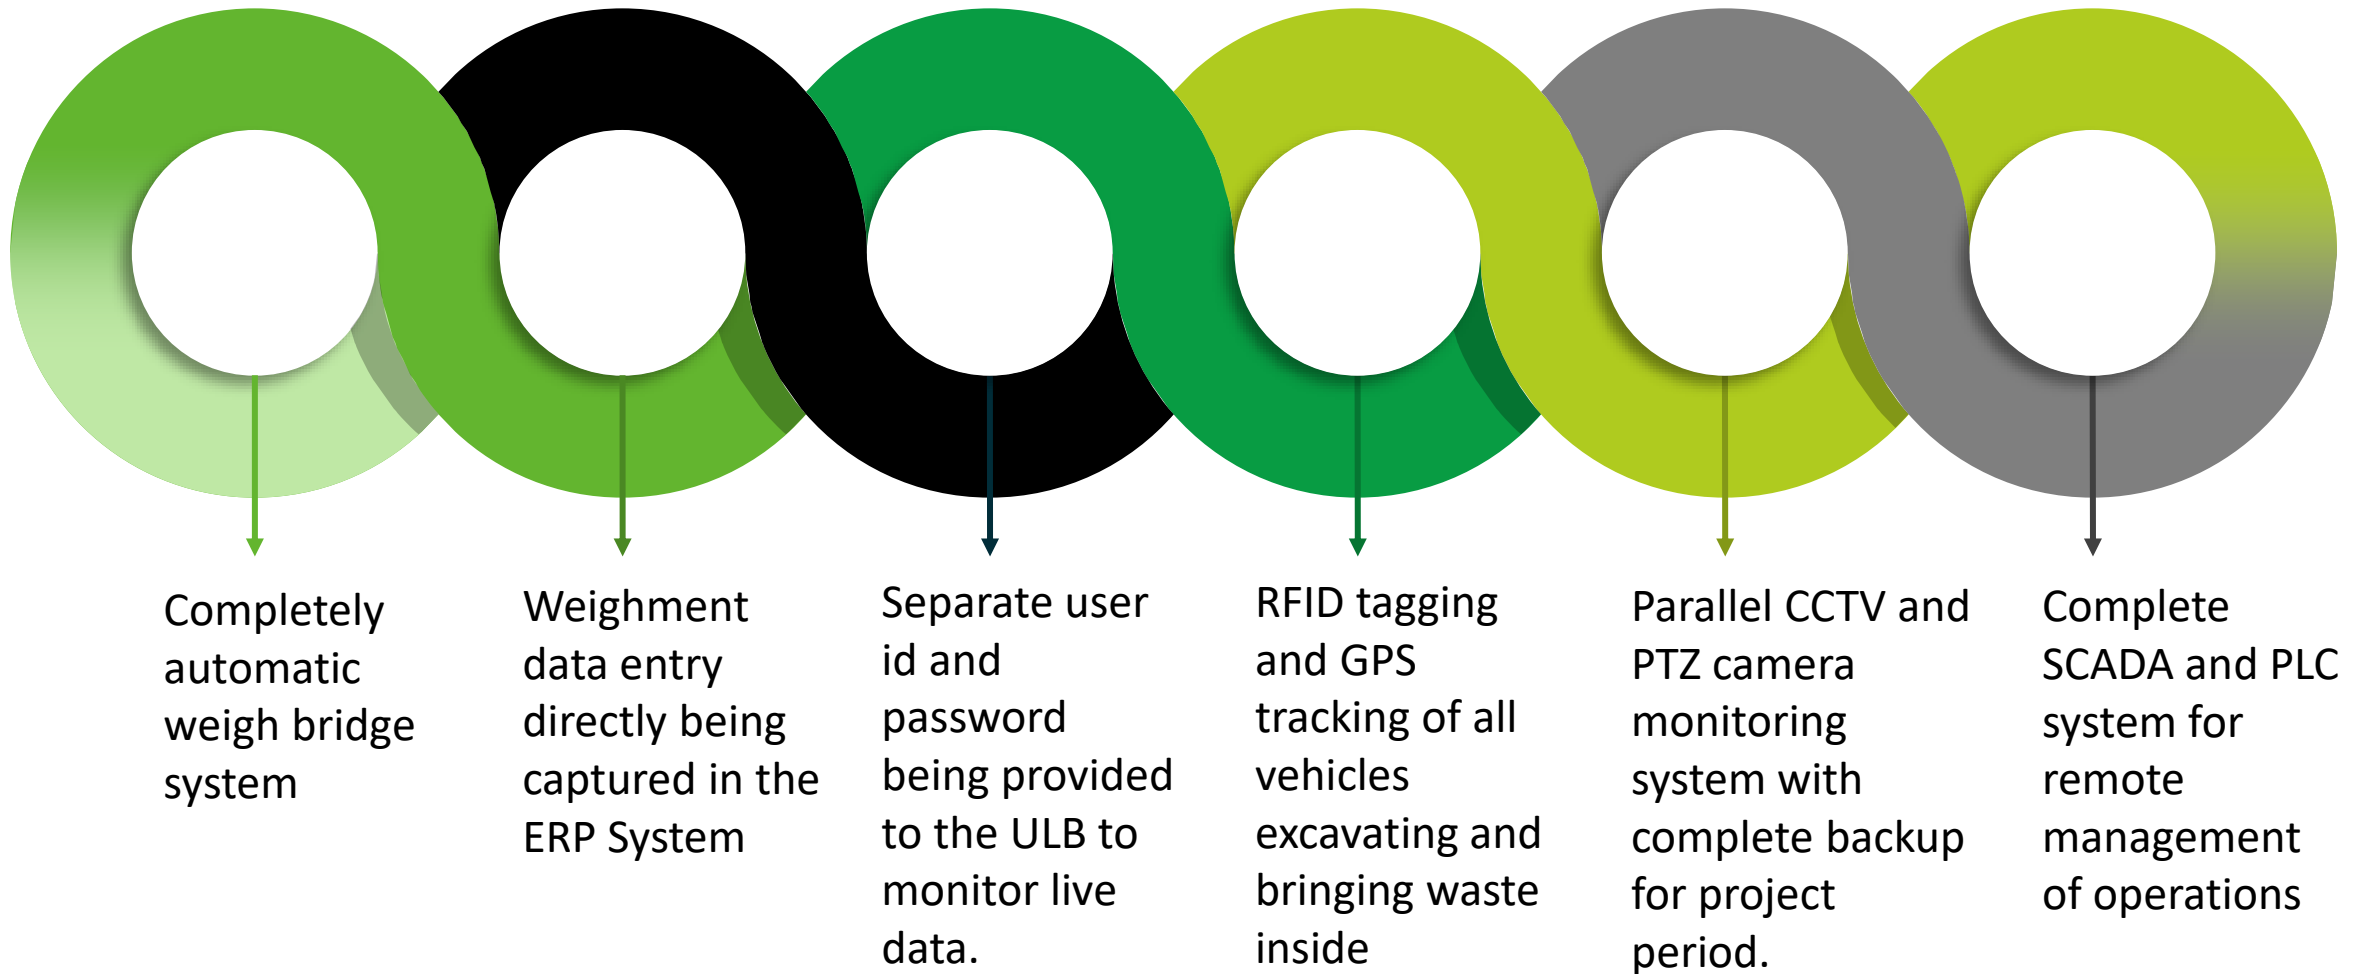 Completely
automatic
weigh bridge
system
Weighment
data entry
directly being
captured in the
ERP System
Separate user
id and
password
being provided
to the ULB to
monitor live
data.
RFID tagging
and GPS
tracking of all
vehicles
excavating and
bringing waste
inside
Parallel CCTV and
PTZ camera
monitoring
system with
complete backup
for project
period.
Complete
SCADA and PLC
system for
remote
management
of operations